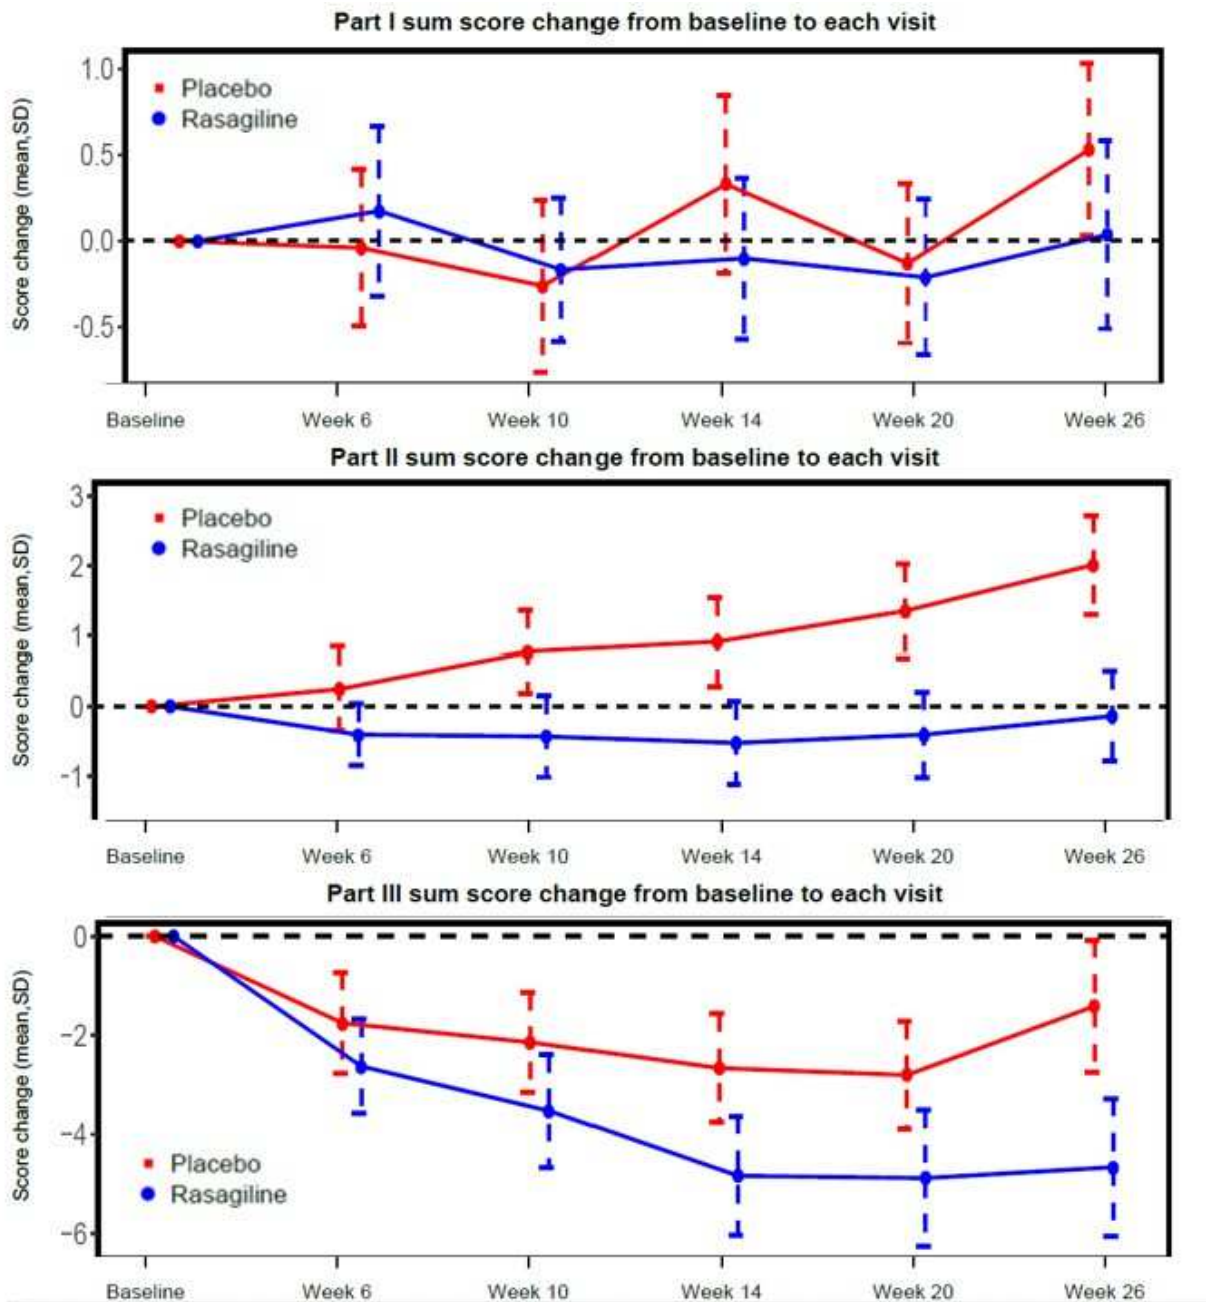 Part I sum score change from baseline to each visit
Score change (mean,SD)
1.0
0.5
0.0
-0.5
Placebo
Rasagiline
Baseline Week 6 Week 10 Week 14 Week 20 Week 26
Part II sum score change from baseline to each visit
Score change (mean,SD)
3
2
1
0
−1
Placebo
Rasagiline
Baseline Week 6 Week 10 Week 14 Week 20 Week 26
Part III sum score change from baseline to each visit
Score change (mean,SD)
0
−2
−4
−6
Placebo
Rasagiline
Baseline Week 6 Week 10 Week 14 Week 20 Week 26